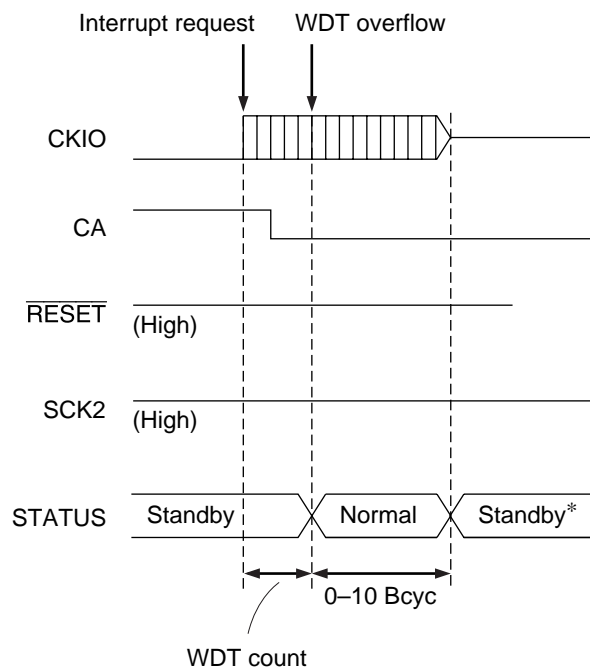 Interrupt request WDT overflow
CKIO
CA
RESET
(High)
SCK2
(High)
STATUS Standby Normal Standby*
0–10 Bcyc
WDT count